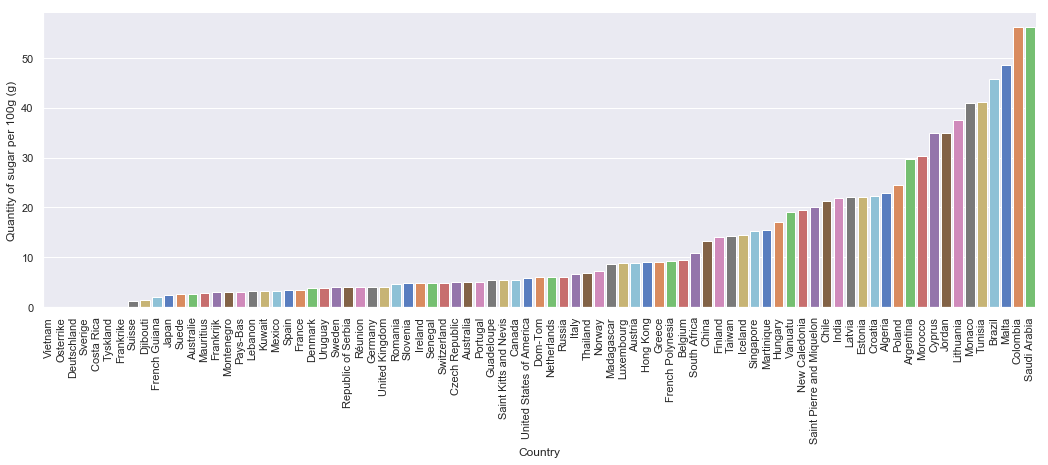 Quantity of sugar per 100g (g)
50
40
30
20
10
0
Vietnam
Osterrike
Deutschland
Sverige
Costa Rica
Tyskland
Frankrike
Suisse
Djibouti
French Guiana
Japan
Suede
Australie
Mauritius
Frankrijk
Montenegro
Pays-Bas
Lebanon
Kuwait
Mexico
Spain
France
Denmark
Uruguay
Sweden
Republic of Serbia
Réunion
Germany
United Kingdom
Romania
Slovenia
Ireland
Senegal
Switzerland
Czech Republic
Australia
Portugal
Guadeloupe
Saint Kitts and Nevis
Canada
United States of America
Dom-Tom
Netherlands
Russia
Italy
Thailand
Norway
Madagascar
Luxembourg
Austria
Hong Kong
Greece
French Polynesia
Belgium
South Africa
China
Finland
Taiwan
Iceland
Singapore
Martinique
Hungary
Vanuatu
New Caledonia
Saint Pierre and Miquelon
Chile
India
Latvia
Estonia
Croatia
Algeria
Poland
Argentina
Morocco
Cyprus
Jordan
Lithuania
Monaco
Tunisia
Brazil
Malta
Colombia
Saudi Arabia
Country